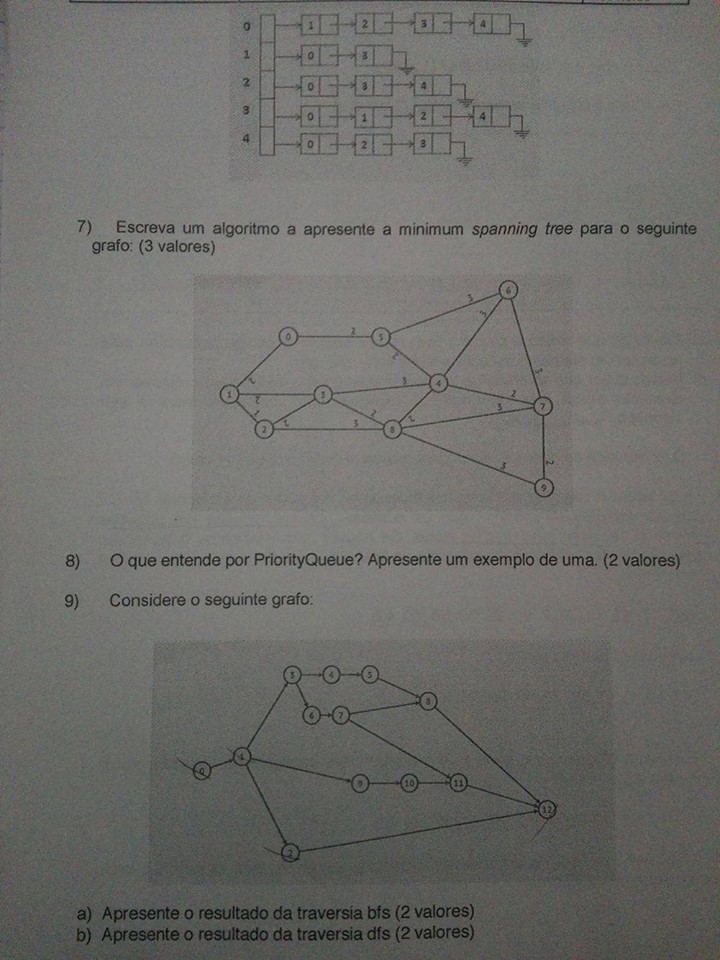 0 1 2 3 4
1 0 3
2 0 3 4
3 0 1 2 4
4 0 2 3
7) Escreva um algoritmo a apresente a minimum spanning tree para o seguinte
grafo: (3 valores)
6
3
3
0 2 5
2
2
3
1 2 3 3 4 2
1 2 2 2 3 7
2 3 8
3 2
9
8) O que entende por PriorityQueue? Apresente um exemplo de uma. (2 valores)
9) Considere o seguinte grafo:
3 4 5
6 7 8
0 1
9 10 11
12
2
a) Apresente o resultado da traversia bfs (2 valores)
b) Apresente o resultado da traversia dfs (2 valores)